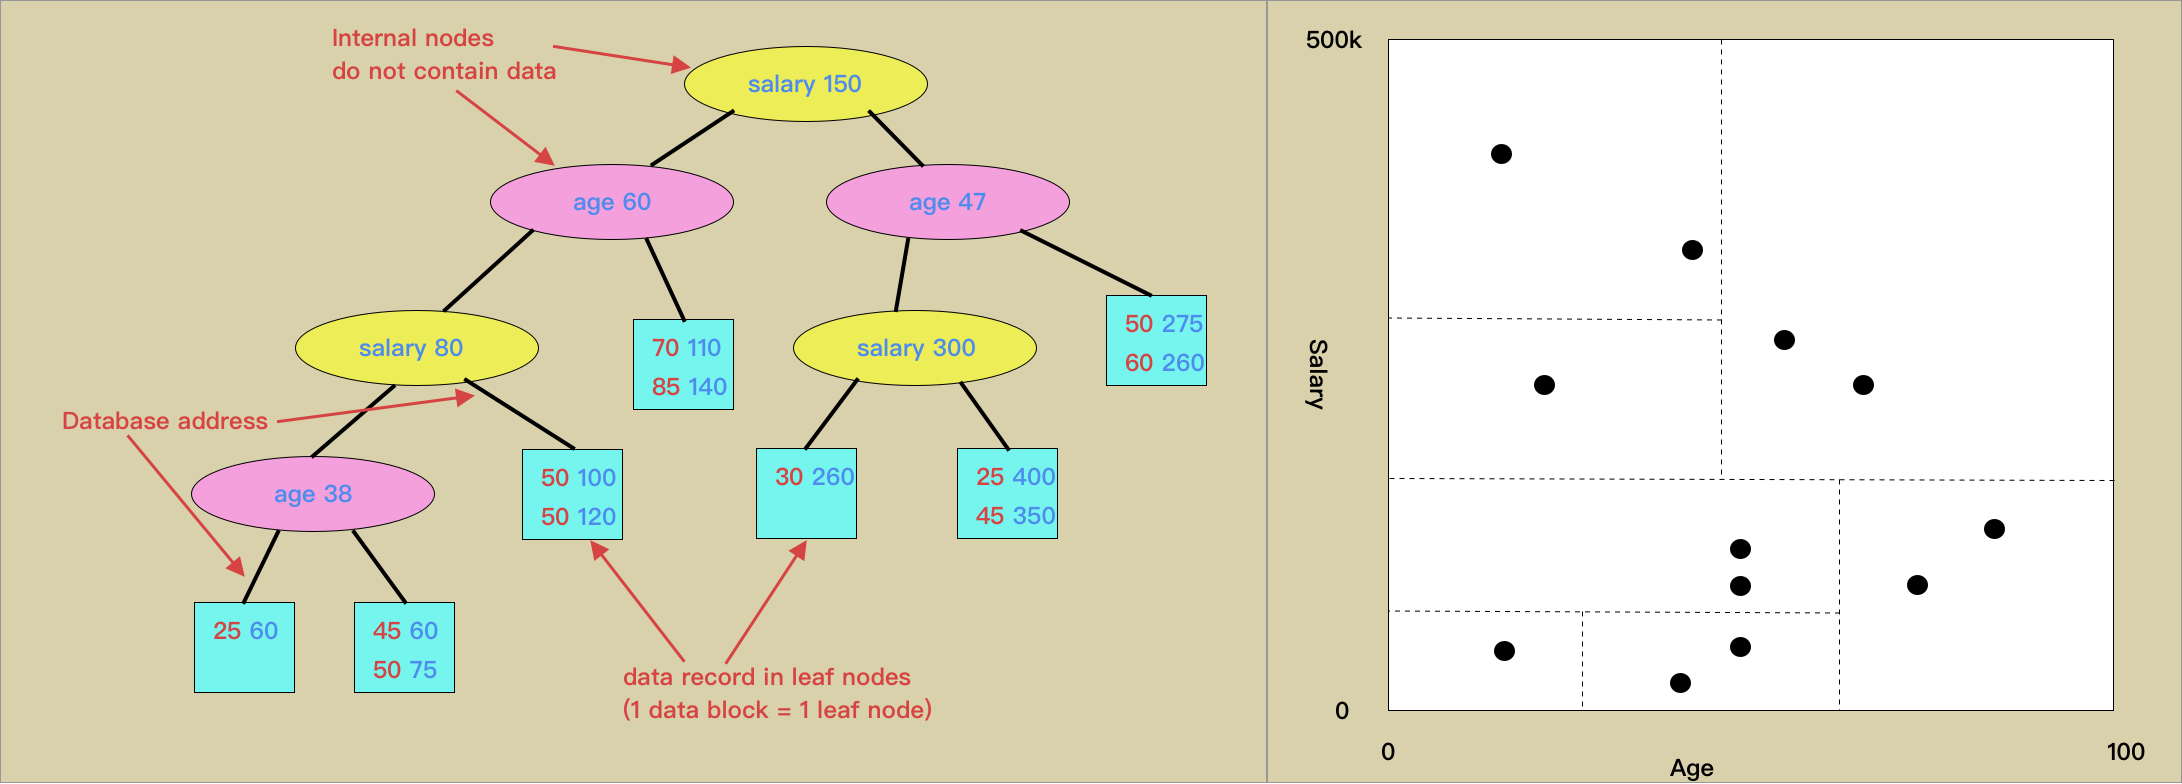 Internal nodes
do not contain data
salary 150
age 60
age 47
salary 80
70 110
85 140
salary 300
50 275
60 260
Database address
age 38
50 100
50 120
30 260
25 400
45 350
25 60
45 60
50 75
data record in leaf nodes
(1 data block = 1 leaf node)
500k
Salary
0
0
100
Age